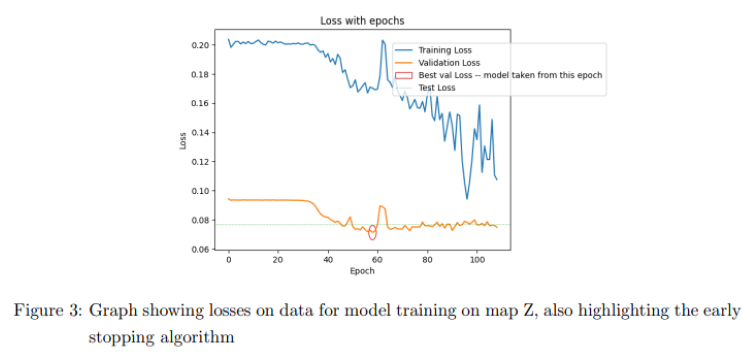 Loss with epochs
0.20
0.18
0.16
0.14
0.12
0.10
0.08
0.06
Loss
Training Loss
Validation Loss
Best val Loss -- model taken from this epoch
Test Loss
0
20
40
60
80
100
Epoch
Figure 3: Graph showing losses on data for model training on map Z, also highlighting the early
stopping algorithm